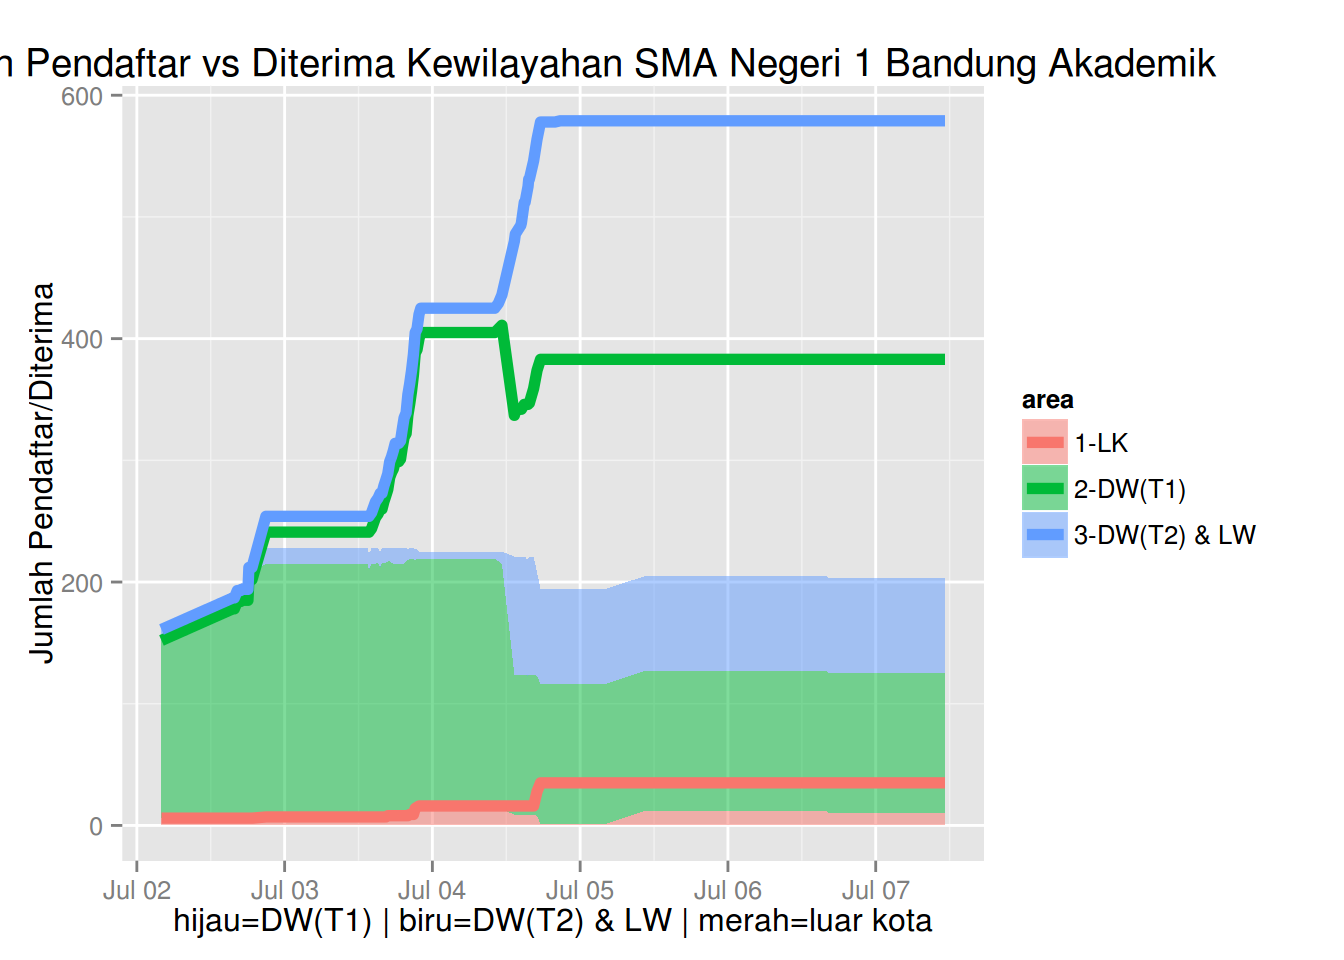 Pendaftar vs Diterima Kewilayahan SMA Negeri 1 Bandung Akademik
600
400
200
0
Jumlah Pendaftar/Diterima
Jul 02
Jul 03
Jul 04
Jul 05
Jul 06
Jul 07
hijau=DW(T1) | biru=DW(T2) & LW | merah=luar kota
area
1-LK
2-DW(T1)
3-DW(T2) & LW